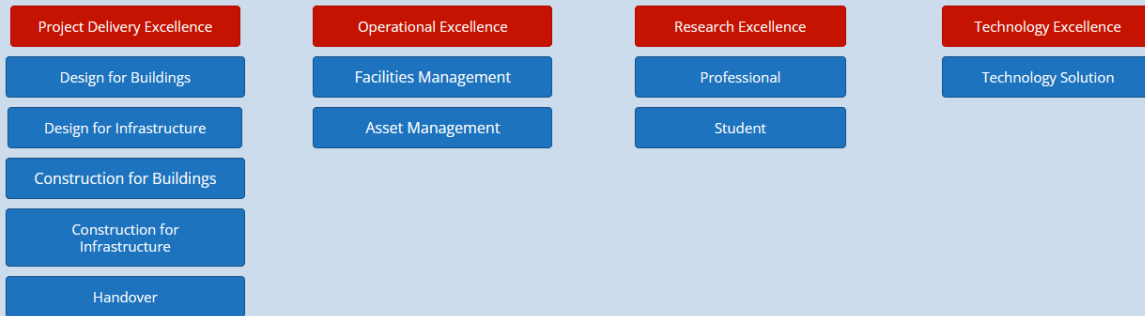 Project Delivery Excellence
Design for Buildings
Design for Infrastructure
Construction for Buildings
Construction for
Infrastructure
Handover
Operational Excellence
Facilities Management
Asset Management
Research Excellence
Professional
Student
Technology Excellence
Technology Solution